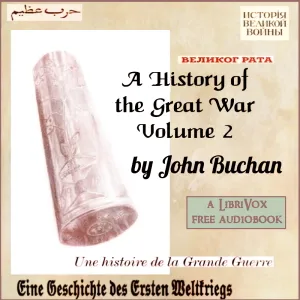 حرب عظيم
ИСТОРІЯ
ВЕЛИКОЙ
ВОЙНЫ
ВЕЛИКОГ РАТА
A History of
the Great War
Volume 2
by John Buchan
a LibriVox
free audiobook
Une histoire de la Grande Guerre
Eine Geschichte des Ersten Weltkriegs